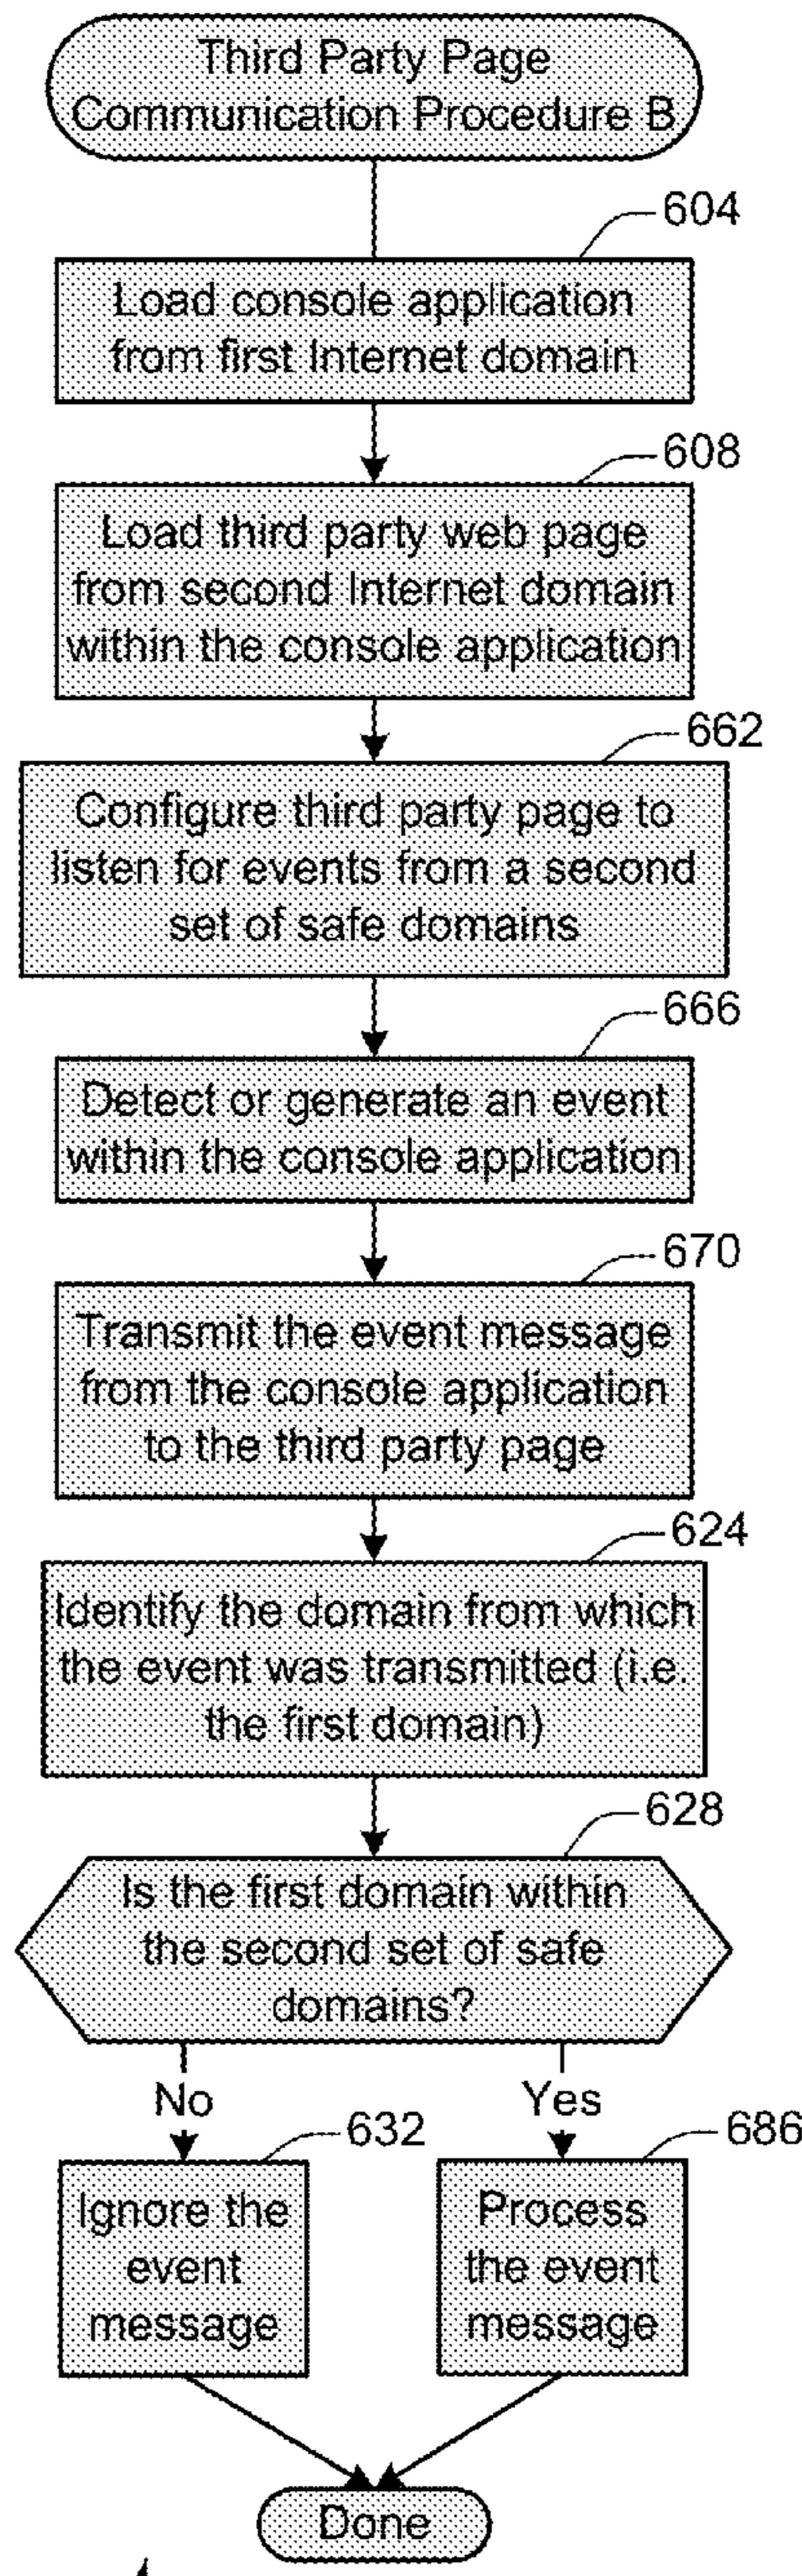 Third Party Page
Communication Procedure B
604
Load console application
from first Internet domain
608
Load third party web page
from second Internet domain
within the console application
662
Configure third party page to
listen for events from a second
set of safe domains
666
Detect or generate an event
within the console application
670
Transmit the event message
from the console application
to the third party page
624
Identify the domain from which
the event was transmitted (i.e.
the first domain)
628
Is the first domain within
the second set of safe
domains?
No
Yes
632
686
Ignore the
event
message
Process
the event
message
Done